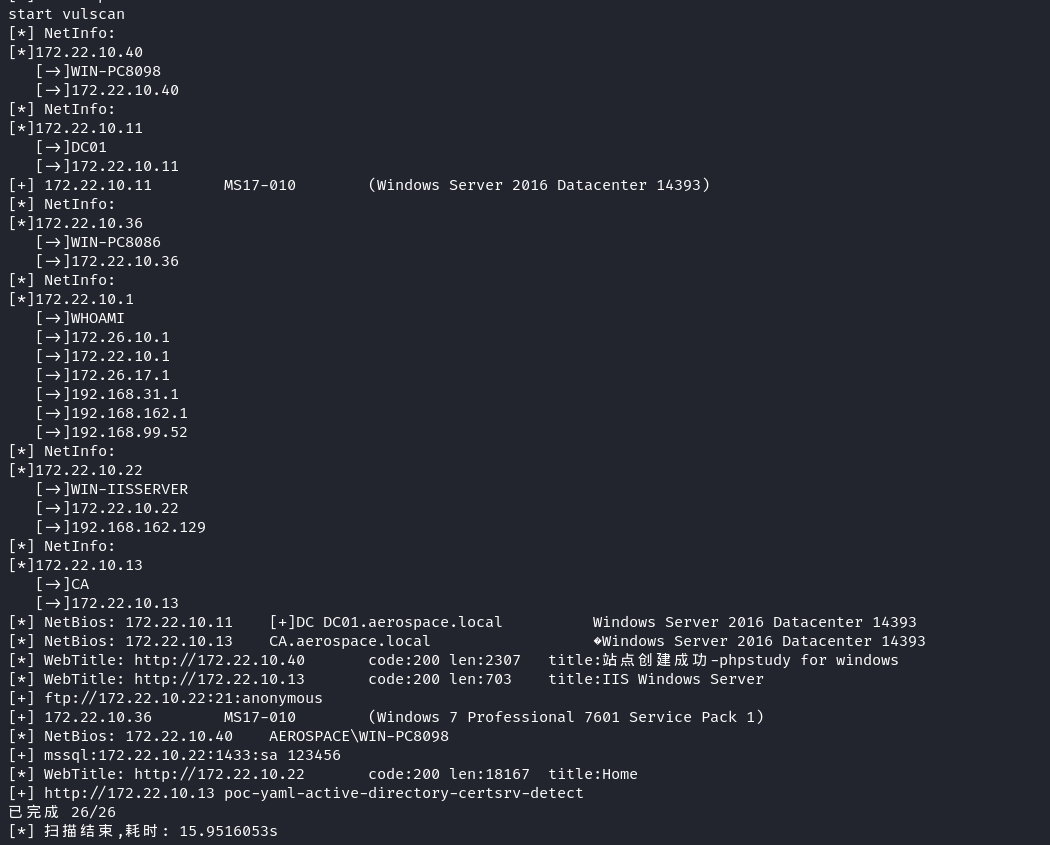 start vulscan
[*] NetInfo:
[*]172.22.10.40
   [->]WIN-PC8098
   [->]172.22.10.40
[*] NetInfo:
[*]172.22.10.11
   [->]DC01
   [->]172.22.10.11
[+] 172.22.10.11        MS17-010        (Windows Server 2016 Datacenter 14393)
[*] NetInfo:
[*]172.22.10.36
   [->]WIN-PC8086
   [->]172.22.10.36
[*] NetInfo:
[*]172.22.10.1
   [->]WHOAMI
   [->]172.26.10.1
   [->]172.22.10.1
   [->]172.26.17.1
   [->]192.168.31.1
   [->]192.168.162.1
   [->]192.168.99.52
[*] NetInfo:
[*]172.22.10.22
   [->]WIN-IISSERVER
   [->]172.22.10.22
   [->]192.168.162.129
[*] NetInfo:
[*]172.22.10.13
   [->]CA
   [->]172.22.10.13
[*] NetBios: 172.22.10.11    [+]DC DC01.aerospace.local          Windows Server 2016 Datacenter 14393
[*] NetBios: 172.22.10.13    CA.aerospace.local                  �Windows Server 2016 Datacenter 14393
[*] WebTitle: http://172.22.10.40       code:200 len:2307   title:站点创建成功-phpstudy for windows
[*] WebTitle: http://172.22.10.13       code:200 len:703    title:IIS Windows Server
[+] ftp://172.22.10.22:21:anonymous
[+] 172.22.10.36        MS17-010        (Windows 7 Professional 7601 Service Pack 1)
[*] NetBios: 172.22.10.40    AEROSPACE\WIN-PC8098
[+] mssql:172.22.10.22:1433:sa 123456
[*] WebTitle: http://172.22.10.22       code:200 len:18167  title:Home
[+] http://172.22.10.13 poc-yaml-active-directory-certsrv-detect
已完成 26/26
[*] 扫描结束,耗时: 15.9516053s